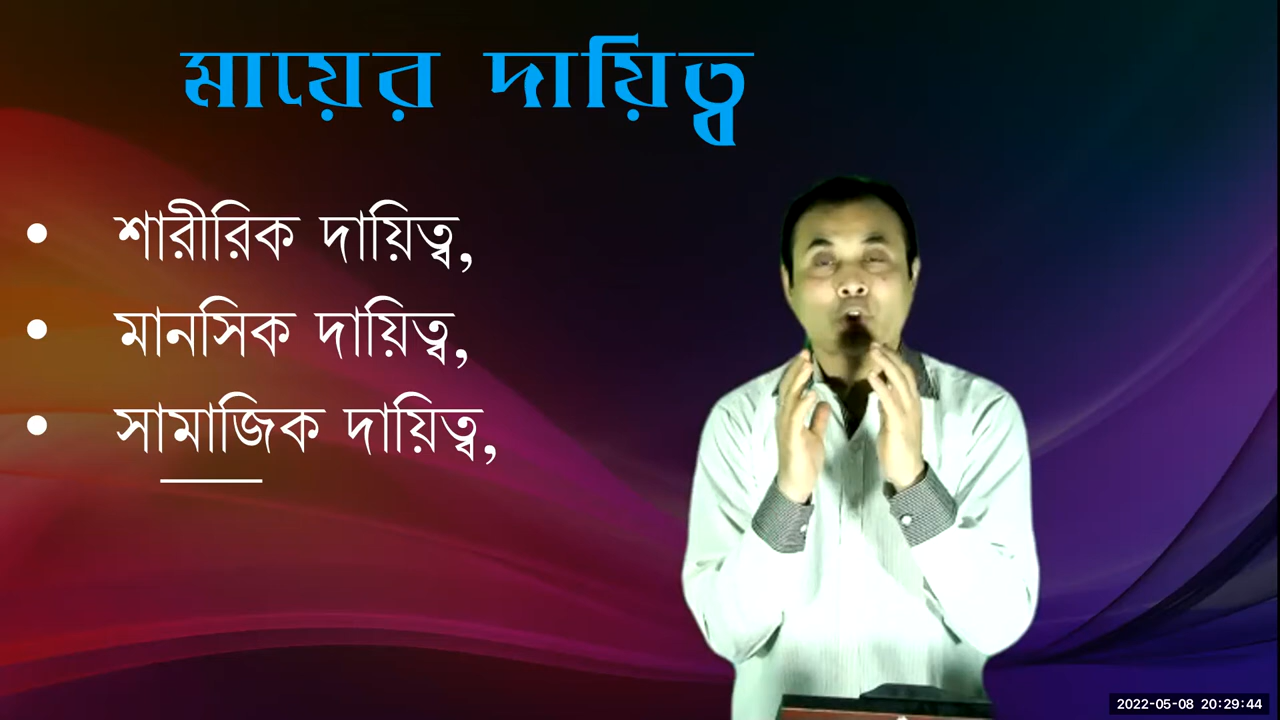 মায়ের দায়িত্ব
• শারীরিক দায়িত্ব,
• মানসিক দায়িত্ব,
• সামাজিক দায়িত্ব,
2022-05-08 20:29:44